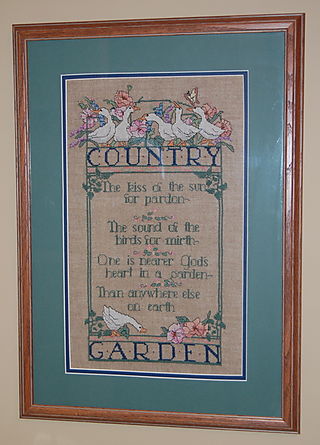 COUNTRY
The kiss of the sun
for pardon~
The sound of the
birds for mirth~
One is nearer Gods
heart in a garden~
Than anywhere else
on earth
GARDEN